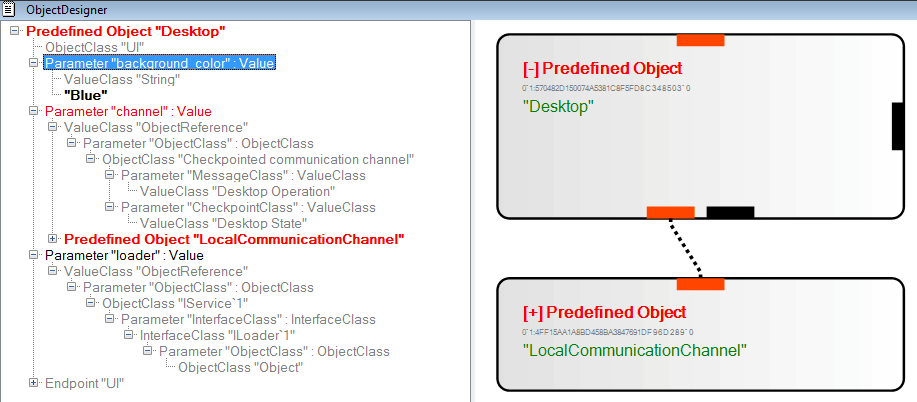 ObjectDesigner
Predefined Object "Desktop"
ObjectClass "UI"
Parameter "background_color" : Value
ValueClass "String"
"Blue"
Parameter "channel" : Value
ValueClass "ObjectReference"
Parameter "ObjectClass" : ObjectClass
ObjectClass "Checkpointed communication channel"
Parameter "MessageClass" : ValueClass
ValueClass "Desktop Operation"
Parameter "CheckpointClass" : ValueClass
ValueClass "Desktop State"
Predefined Object "LocalCommunicationChannel"
Parameter "loader" : Value
ValueClass "ObjectReference"
Parameter "ObjectClass" : ObjectClass
ObjectClass "IService`1"
Parameter "InterfaceClass" : InterfaceClass
InterfaceClass "ILoader`1"
Parameter "ObjectClass" : ObjectClass
ObjectClass "Object"
Endpoint "UI"
[-] Predefined Object
0`1:570482D150074A5381C8F5FD8C348503`0
"Desktop"
[+] Predefined Object
0`1:4FF15AA1A8BD458BA3847691DF96D289`0
"LocalCommunicationChannel"